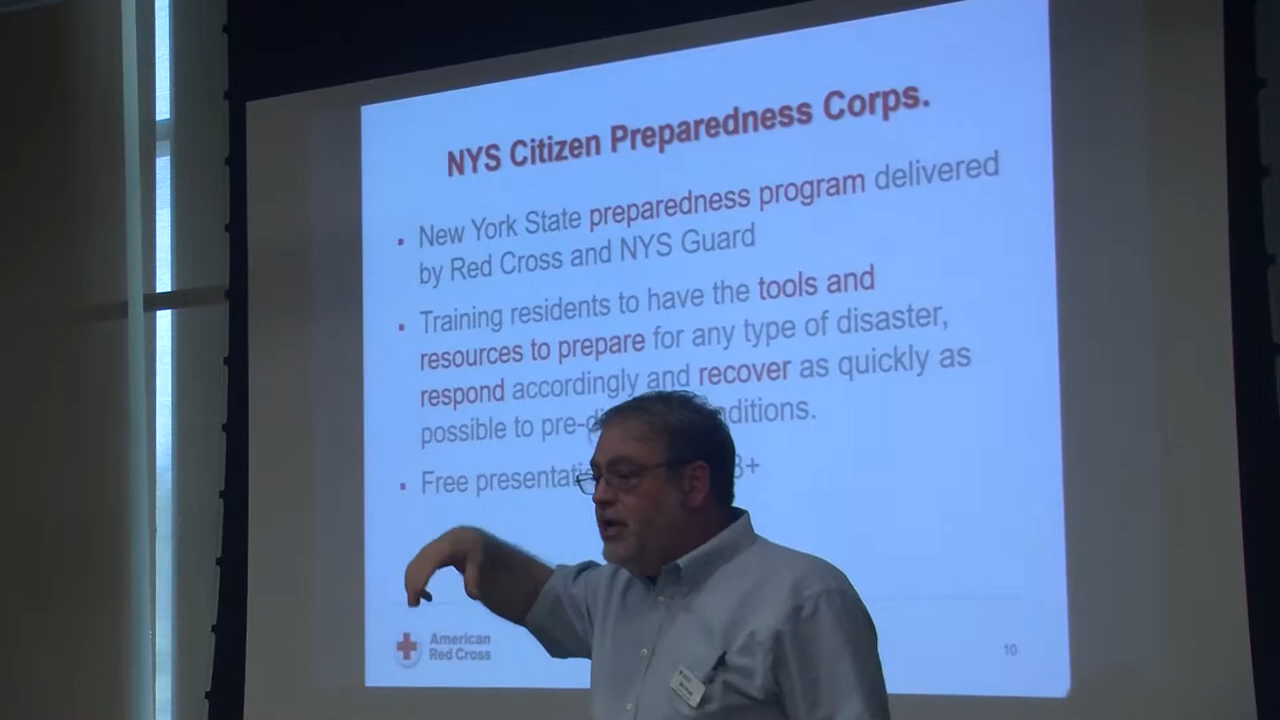 NYS Citizen Preparedness Corps.
▪ New York State preparedness program delivered
by Red Cross and NYS Guard
▪ Training residents to have the tools and
resources to prepare for any type of disaster,
respond accordingly and recover as quickly as
possible to pre- nditions.
▪ Free presentati 8+
American
Red Cross
10